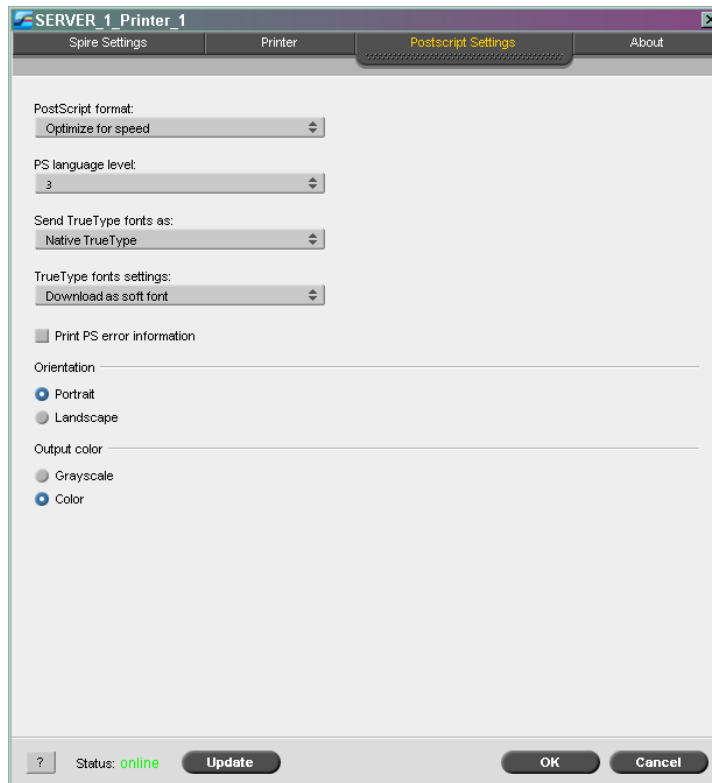 SERVER_1_Printer_1
Spire Settings Printer Postscript Settings About
PostScript format:
Optimize for speed
PS language level:
3
Send TrueType fonts as:
Native TrueType
TrueType fonts settings:
Download as soft font
Print PS error information
Orientation
Portrait
Landscape
Output color
Grayscale
Color
? Status: online Update OK Cancel